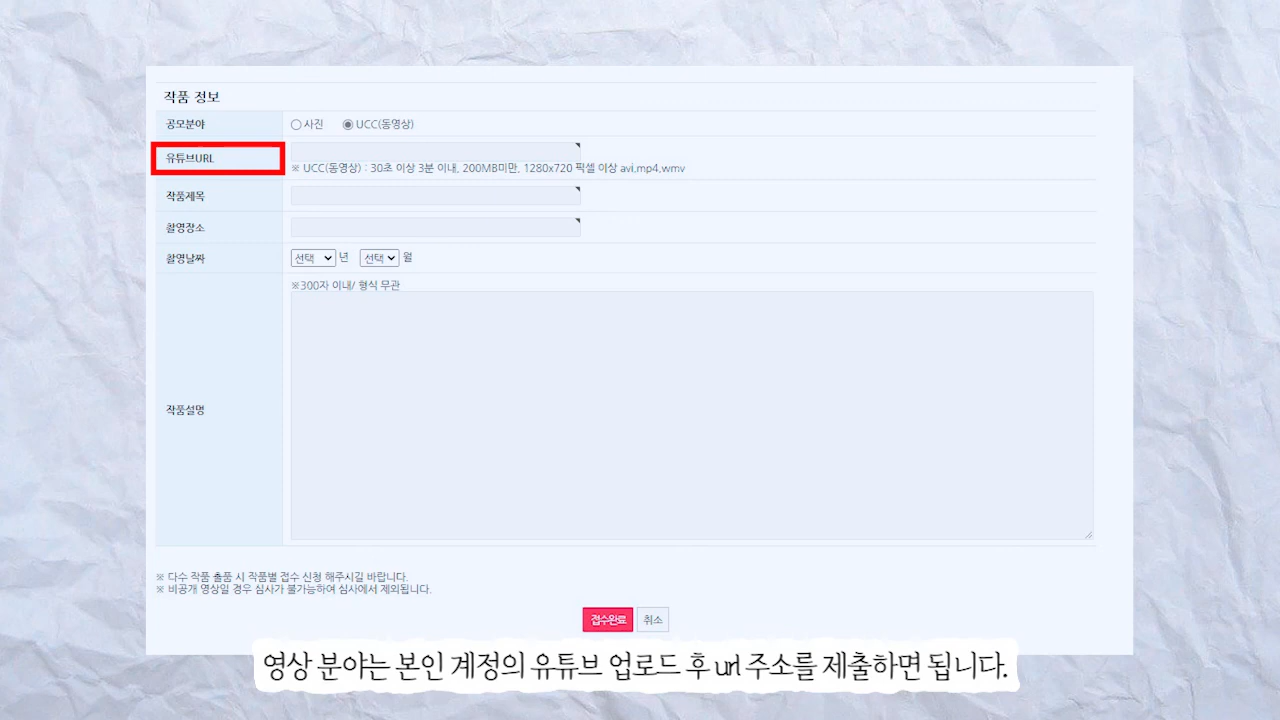 작품 정보
공모분야
사진 UCC(동영상)
유튜브URL
※ UCC(동영상) : 30초 이상 3분 이내, 200MB미만, 1280x720 픽셀 이상 avi,mp4,wmv
작품제목
촬영장소
촬영날짜
선택 년 선택 월
※300자 이내/ 형식 무관
작품설명
※ 다수 작품 출품 시 작품별 접수 신청 해주시길 바랍니다.
※ 비공개 영상일 경우 심사가 불가능하여 심사에서 제외됩니다.
접수완료 취소
영상 분야는 본인 계정의 유튜브 업로드 후 url 주소를 제출하면 됩니다.